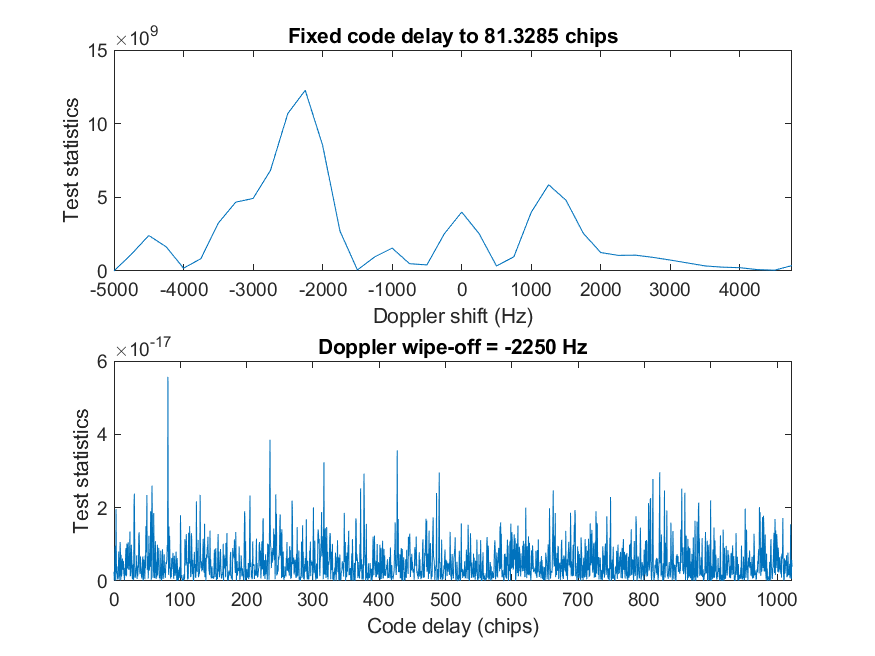 ×10^9
Fixed code delay to 81.3285 chips
15
10
5
0
Test statistics
-5000 -4000 -3000 -2000 -1000 0 1000 2000 3000 4000
Doppler shift (Hz)
×10^-17
Doppler wipe-off = -2250 Hz
6
4
2
0
Test statistics
0 100 200 300 400 500 600 700 800 900 1000
Code delay (chips)